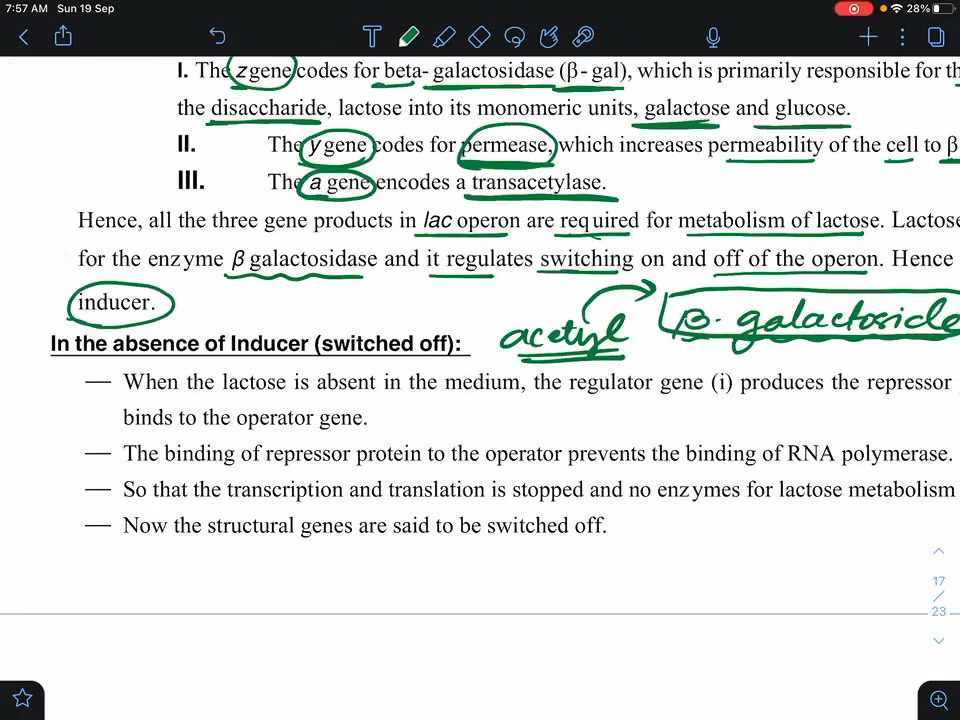 7:57 AM Sun 19 Sep 28%
I. The z gene codes for beta- galactosidase (β - gal), which is primarily responsible for
the disaccharide, lactose into its monomeric units, galactose and glucose.
II. The y gene codes for permease, which increases permeability of the cell to β
III. The a gene encodes a transacetylase.
Hence, all the three gene products in lac operon are required for metabolism of lactose. Lactose
for the enzyme β galactosidase and it regulates switching on and off of the operon. Hence
inducer.
acetyl β- galactoside
In the absence of Inducer (switched off):
— When the lactose is absent in the medium, the regulator gene (i) produces the repressor
binds to the operator gene.
— The binding of repressor protein to the operator prevents the binding of RNA polymerase.
— So that the transcription and translation is stopped and no enzymes for lactose metabolism
— Now the structural genes are said to be switched off.
17
/
23